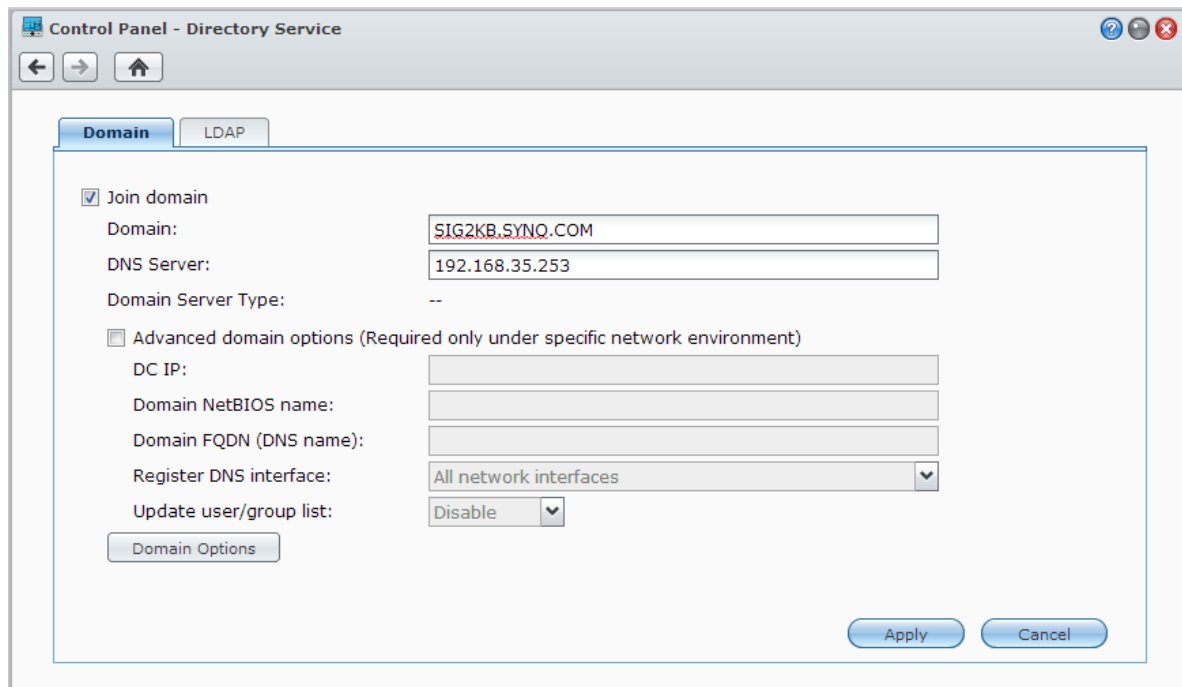 Control Panel - Directory Service
Domain LDAP
Join domain
Domain: SIG2KB.SYNO.COM
DNS Server: 192.168.35.253
Domain Server Type: --
Advanced domain options (Required only under specific network environment)
DC IP:
Domain NetBIOS name:
Domain FQDN (DNS name):
Register DNS interface: All network interfaces
Update user/group list: Disable
Domain Options
Apply Cancel